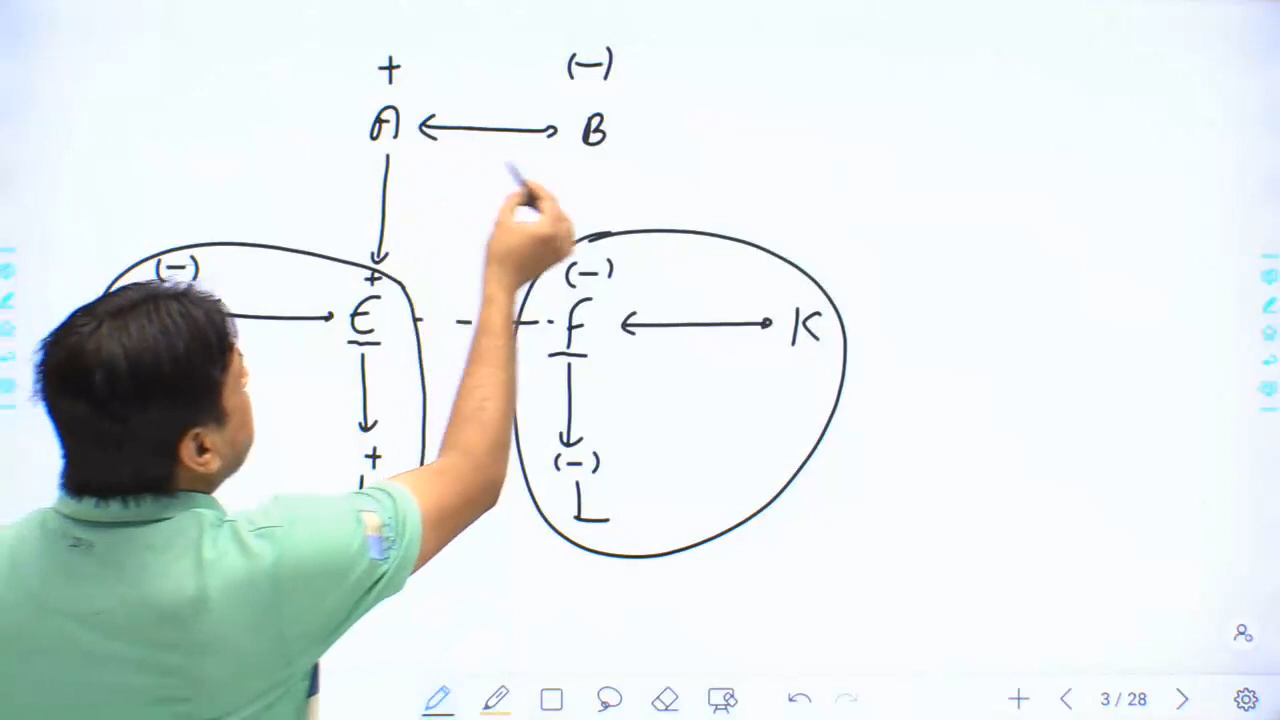 + (-)
A B
(-) + (-)
E F K
+ (-)
L
3 / 28